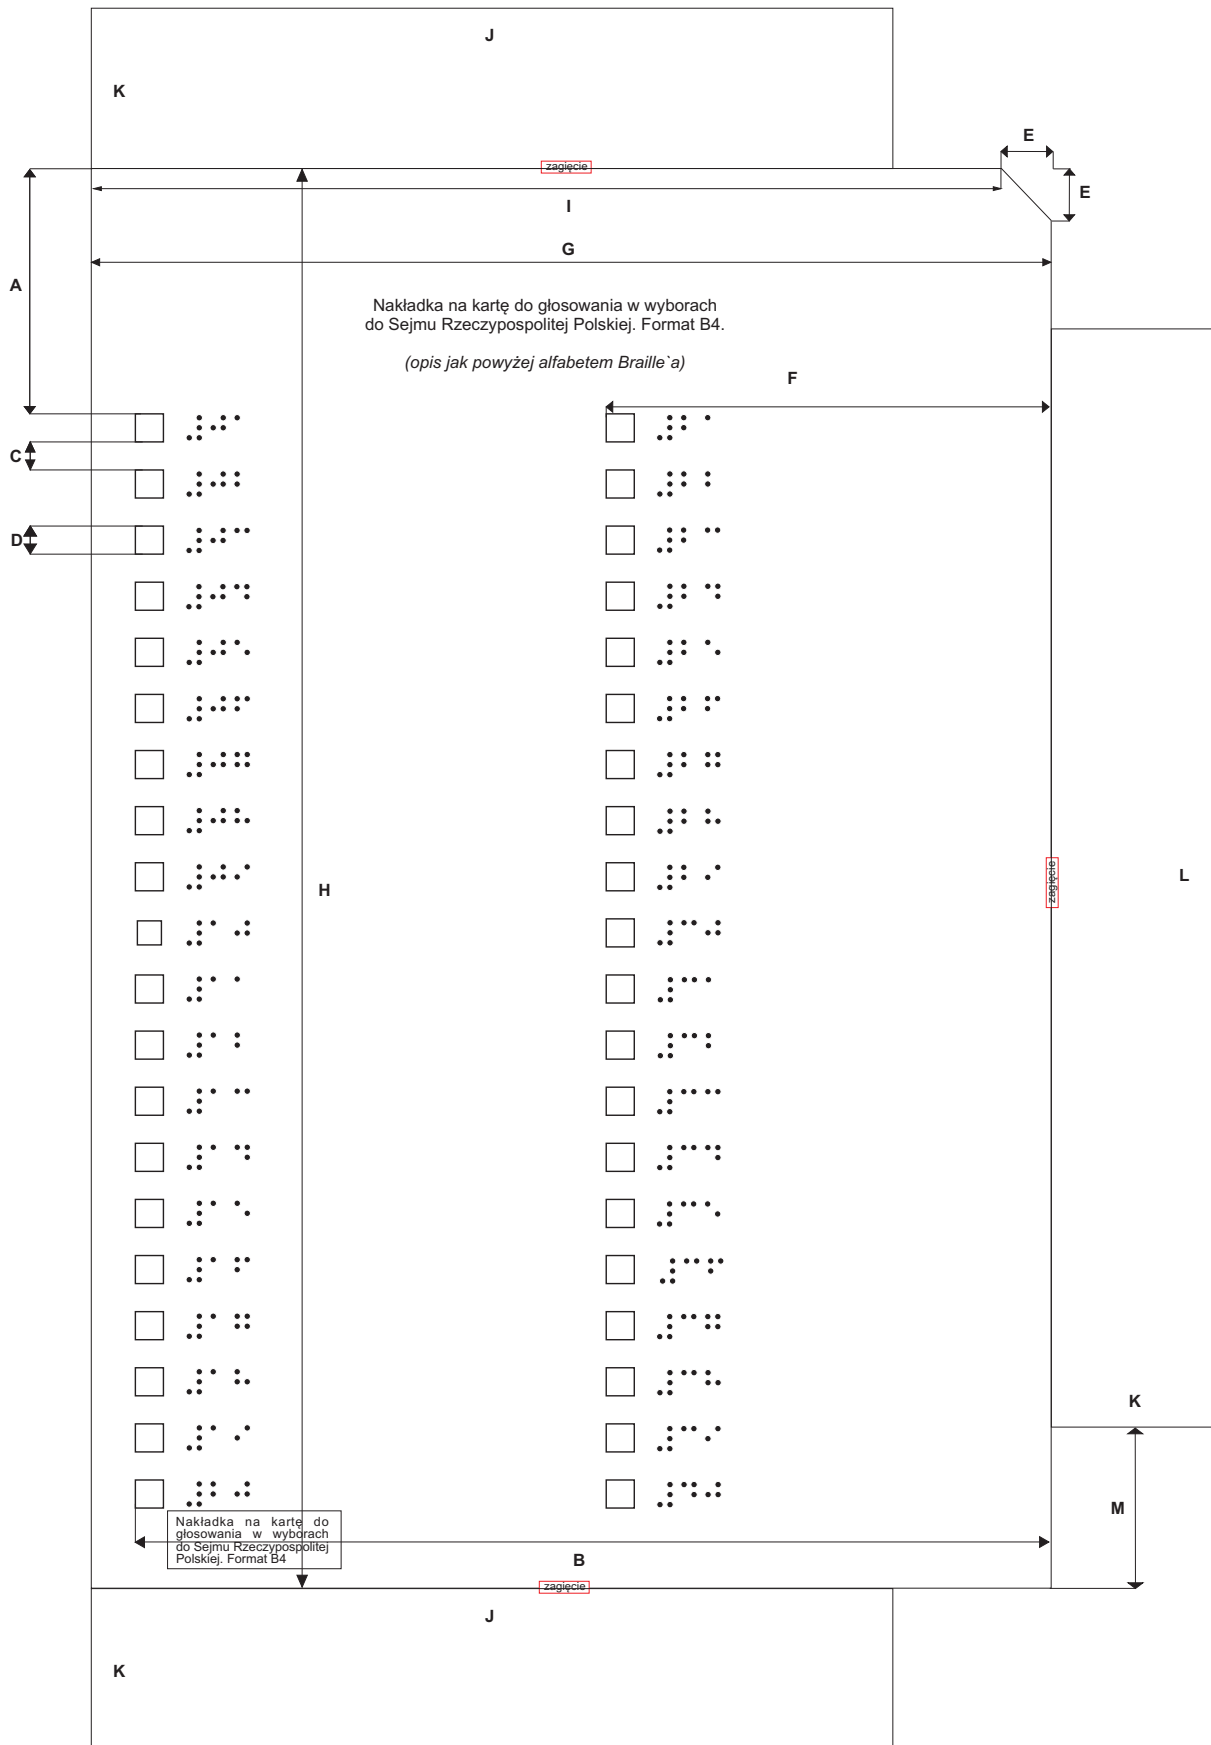 J
K
E
zagięcie
E
I
G
A
Nakładka na kartę do głosowania w wyborach
do Sejmu Rzeczypospolitej Polskiej. Format B4.
(opis jak powyżej alfabetem Braille`a)
F
⠼⠚⠁ ⠼⠃⠁
C
⠼⠚⠃ ⠼⠃⠃
D
⠼⠚⠉ ⠼⠃⠉
⠼⠚⠙ ⠼⠃⠙
⠼⠚⠑ ⠼⠃⠑
⠼⠚⠋ ⠼⠃⠋
⠼⠚⠛ ⠼⠃⠛
⠼⠚⠓ ⠼⠃⠓
⠼⠚⠊ ⠼⠃⠊
H
zagięcie
L
⠼⠁⠚ ⠼⠉⠚
⠼⠁⠁ ⠼⠉⠁
⠼⠁⠃ ⠼⠉⠃
⠼⠁⠉ ⠼⠉⠉
⠼⠁⠙ ⠼⠉⠙
⠼⠁⠑ ⠼⠉⠑
⠼⠁⠋ ⠼⠉⠋
⠼⠁⠛ ⠼⠉⠛
⠼⠁⠓ ⠼⠉⠓
K
⠼⠁⠊ ⠼⠉⠊
⠼⠃⠚ ⠼⠙⠚
M
Nakładka na kartę do
głosowania w wyborach
do Sejmu Rzeczypospolitej
Polskiej. Format B4
B
zagięcie
J
K